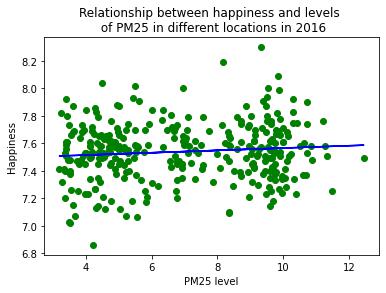 Relationship between happiness and levels
of PM25 in different locations in 2016
8.2
8.0
7.8
7.6
7.4
7.2
7.0
6.8
Happiness
4 6 8 10 12
PM25 level